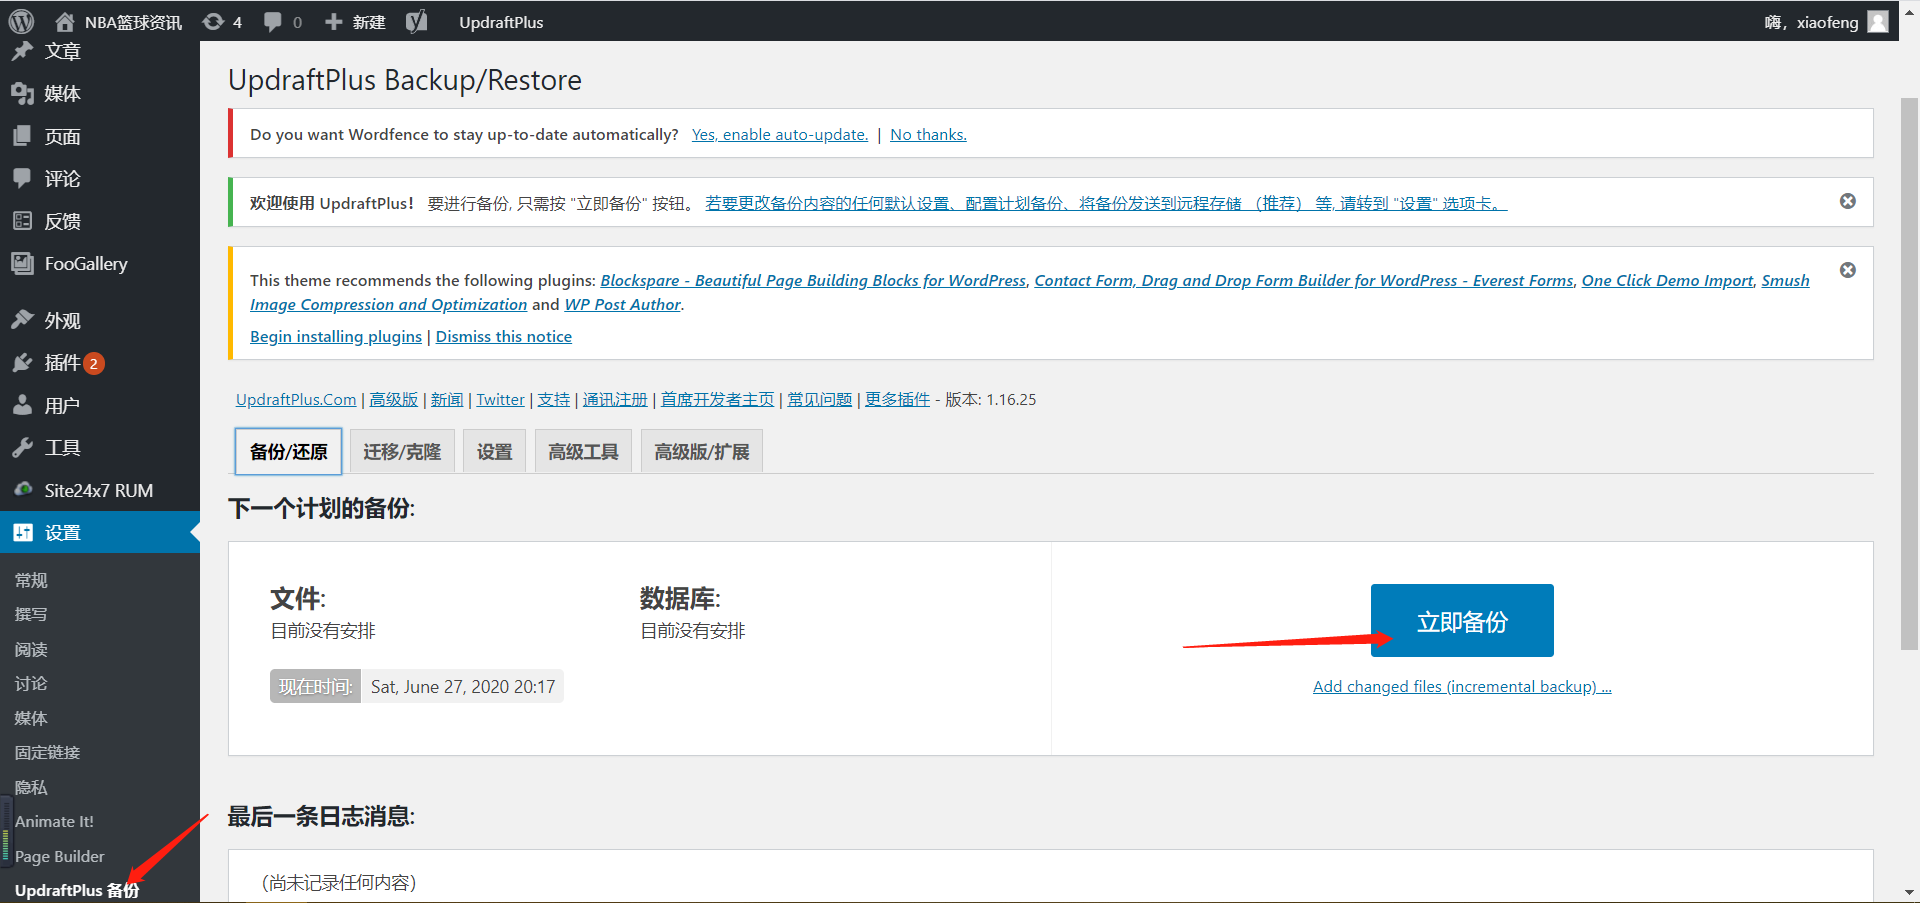 NBA篮球资讯 4 0 新建 UpdraftPlus 嗨，xiaofeng
文章
媒体
页面
评论
反馈
FooGallery
外观
插件 2
用户
工具
Site24x7 RUM
设置
常规
撰写
阅读
讨论
媒体
固定链接
隐私
Animate It!
Page Builder
UpdraftPlus 备份
UpdraftPlus Backup/Restore
Do you want Wordfence to stay up-to-date automatically? Yes, enable auto-update. | No thanks.
欢迎使用 UpdraftPlus！ 要进行备份, 只需按 "立即备份" 按钮。 若要更改备份内容的任何默认设置、配置计划备份、将备份发送到远程存储 （推荐） 等, 请转到 "设置" 选项卡。
This theme recommends the following plugins: Blockspare - Beautiful Page Building Blocks for WordPress, Contact Form, Drag and Drop Form Builder for WordPress - Everest Forms, One Click Demo Import, Smush
Image Compression and Optimization and WP Post Author.
Begin installing plugins | Dismiss this notice
UpdraftPlus.Com | 高级版 | 新闻 | Twitter | 支持 | 通讯注册 | 首席开发者主页 | 常见问题 | 更多插件 - 版本: 1.16.25
备份/还原 迁移/克隆 设置 高级工具 高级版/扩展
下一个计划的备份:
文件: 数据库:
目前没有安排 目前没有安排
现在时间: Sat, June 27, 2020 20:17
立即备份
Add changed files (incremental backup) ...
最后一条日志消息:
(尚未记录任何内容)